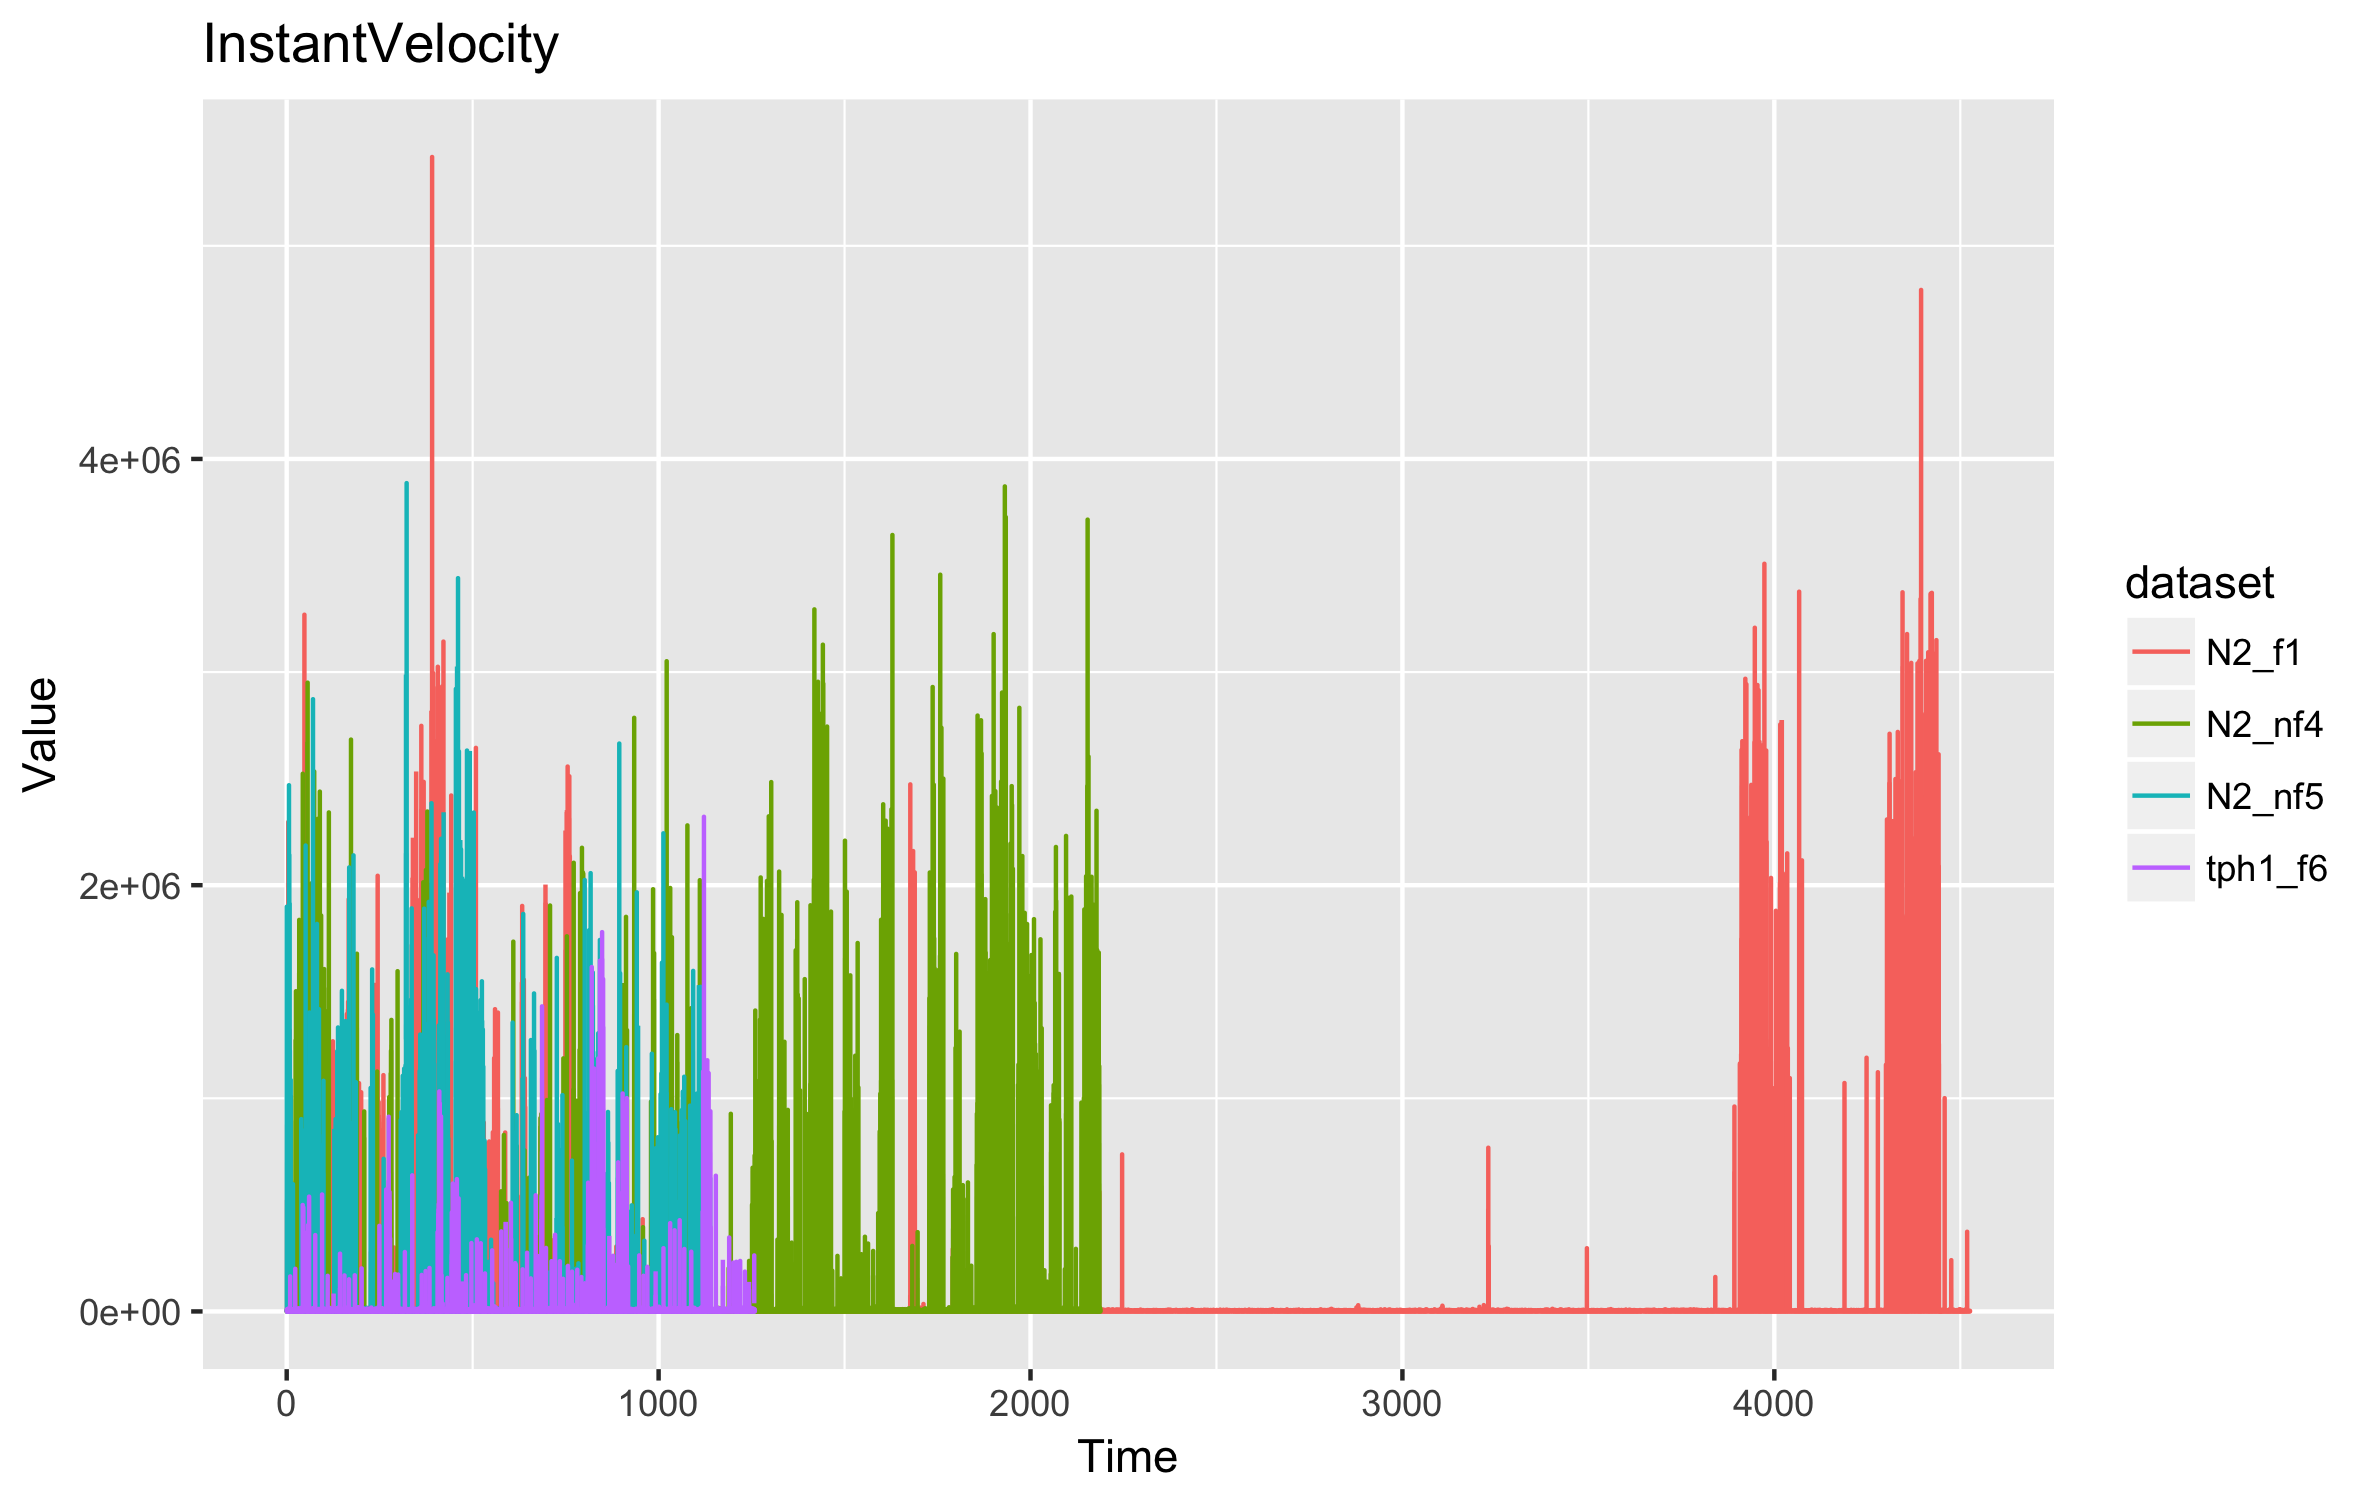 InstantVelocity
Value
4e+06
2e+06
0e+00
0 1000 2000 3000 4000
Time
dataset
N2_f1
N2_nf4
N2_nf5
tph1_f6